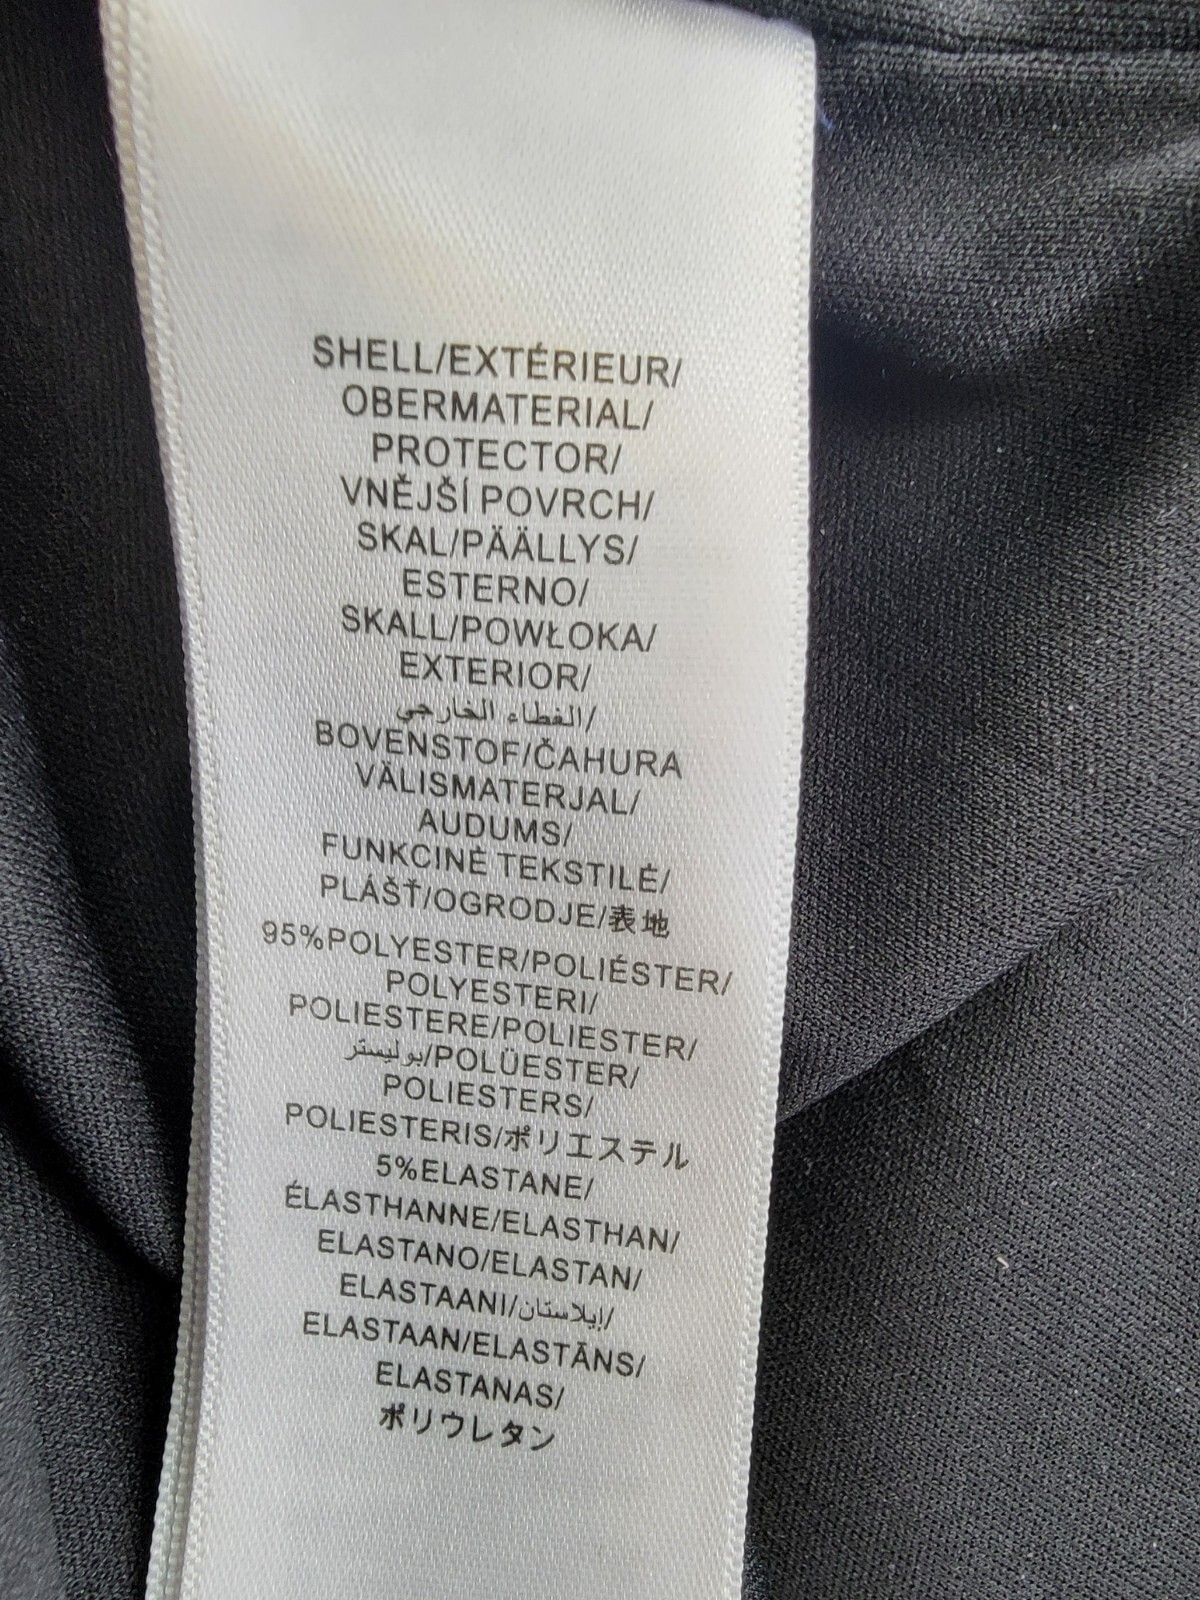 SHELL/EXTÉRIEUR/
OBERMATERIAL/
PROTECTOR/
VNĚJŠÍ POVRCH/
SKAL/PÄÄLLYS/
ESTERNO/
SKALL/POWŁOKA/
EXTERIOR/
الغطاء الخارجي/
BOVENSTOF/ČAHURA
VÄLISMATERJAL/
AUDUMS/
FUNKCINĖ TEKSTILĖ/
PLÁŠŤ/OGRODJE/表地
95%POLYESTER/POLIÉSTER/
POLYESTERI/
POLIESTERE/POLIESTER/
بوليستر/POLÜESTER/
POLIESTERS/
POLIESTERIS/ポリエステル
5%ELASTANE/
ÉLASTHANNE/ELASTHAN/
ELASTANO/ELASTAN/
ELASTAANI/إيلاستان/
ELASTAAN/ELASTĀNS/
ELASTANAS/
ポリウレタン